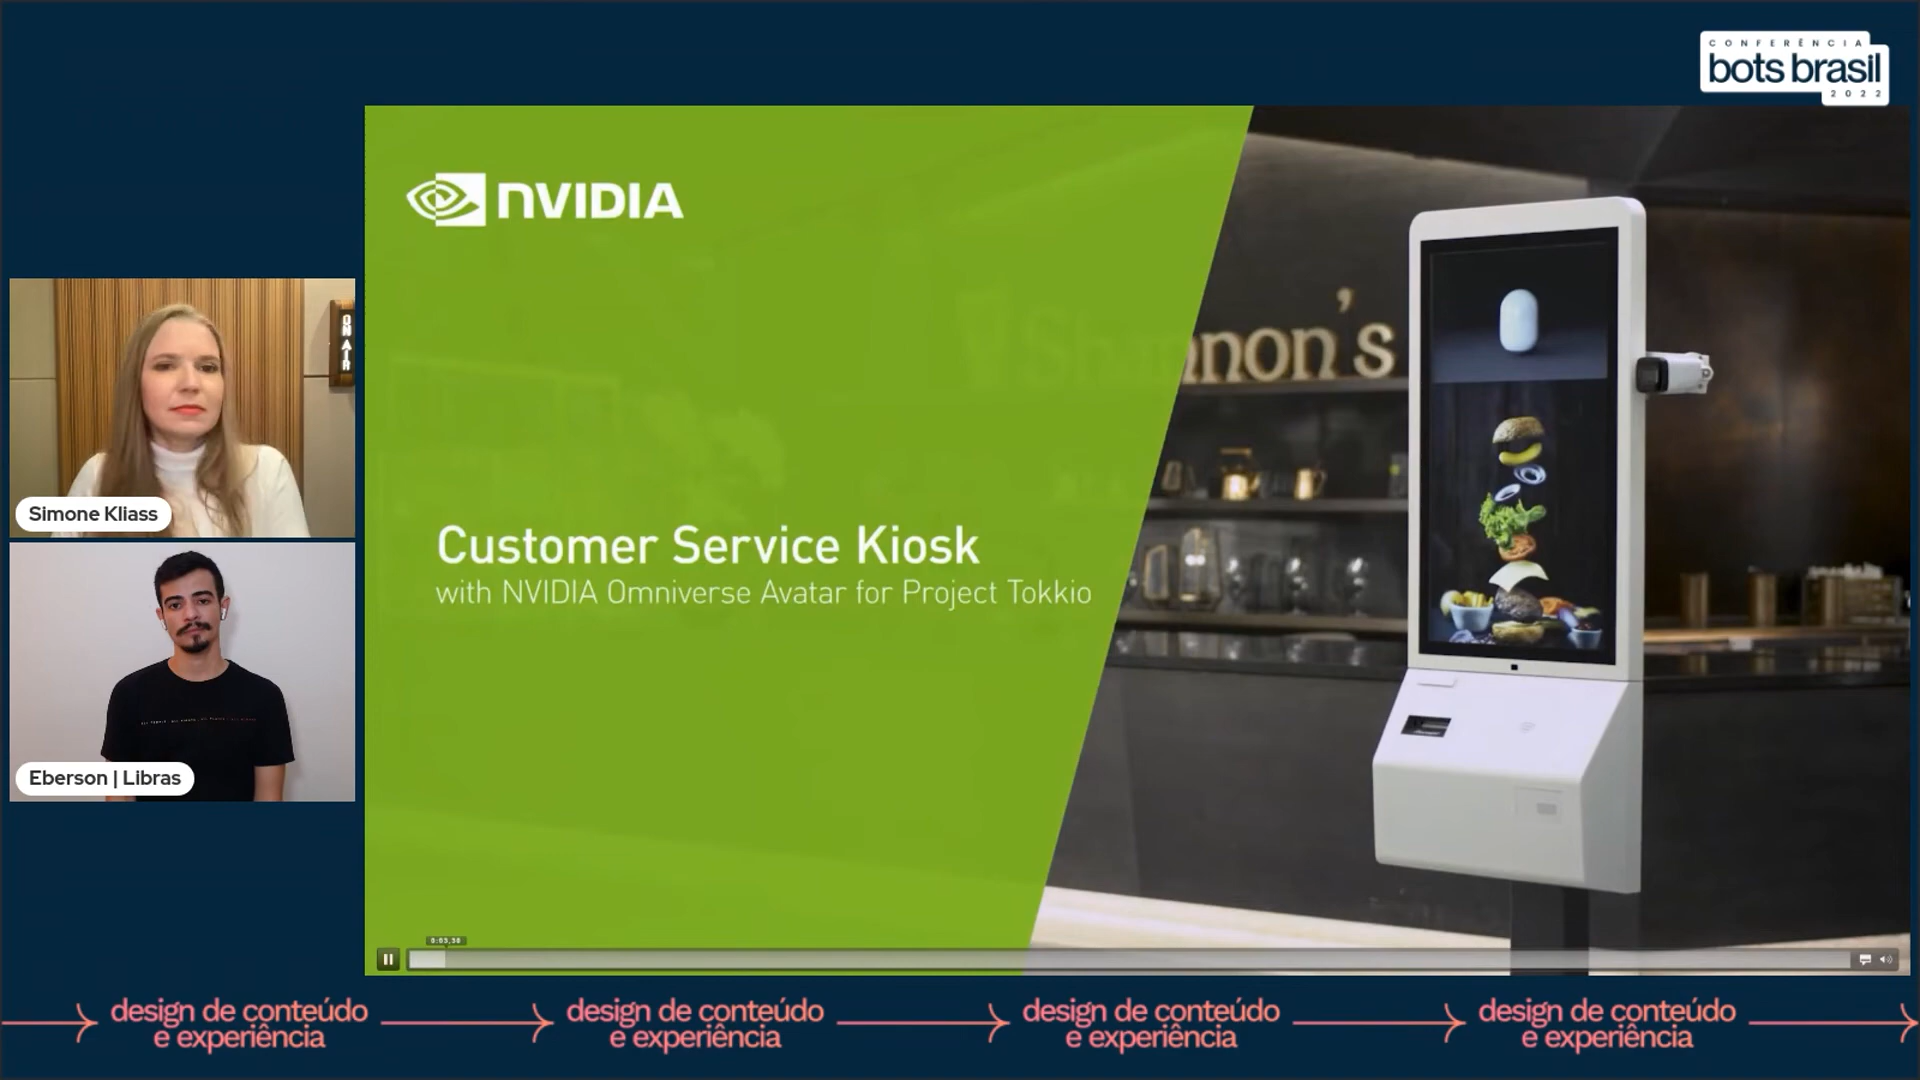 CONFERÊNCIA
bots brasil
2022
NVIDIA
Shannon's
ON AIR
Simone Kliass
Customer Service Kiosk
with NVIDIA Omniverse Avatar for Project Tokkio
Eberson | Libras
design de conteúdo
e experiência
design de conteúdo
e experiência
design de conteúdo
e experiência
design de conteúdo
e experiência